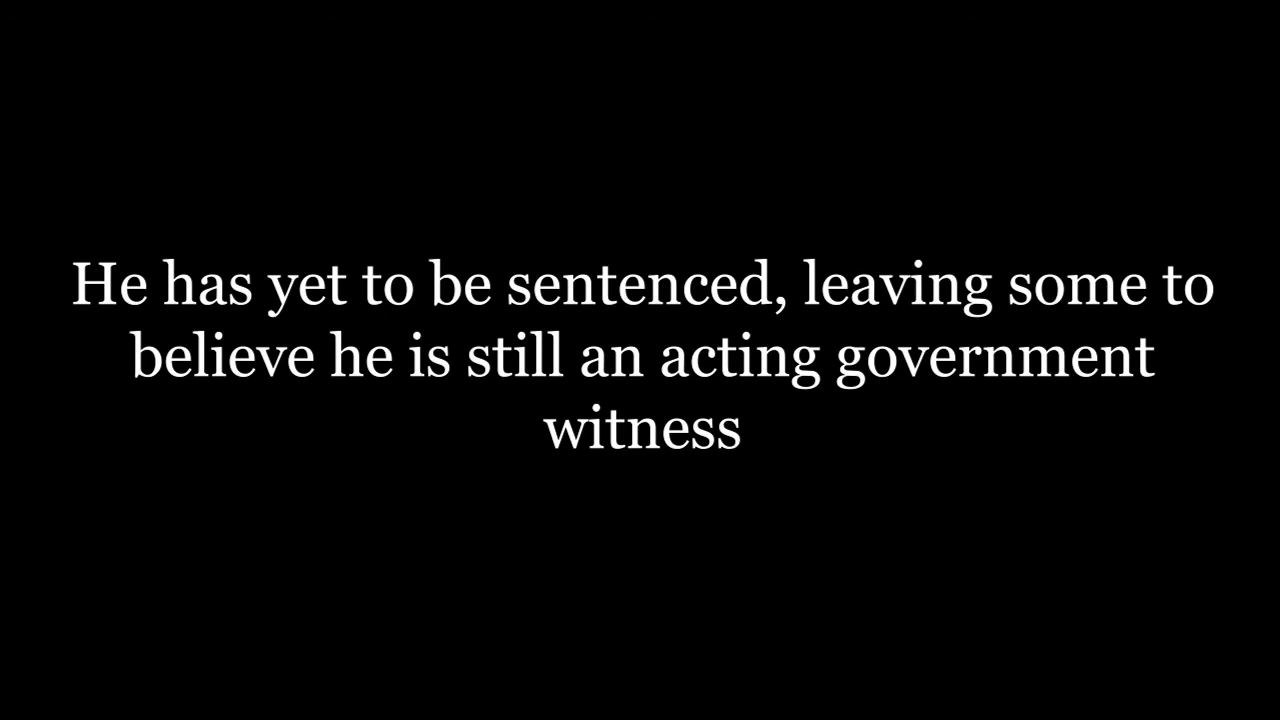 He has yet to be sentenced, leaving some to
believe he is still an acting government
witness